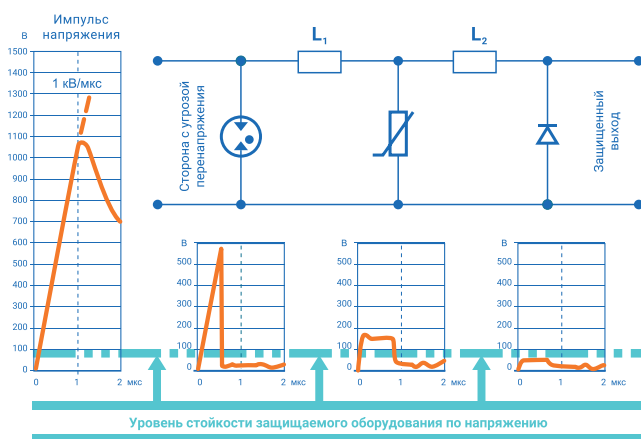 Импульс
напряжения
В
1500
1400
1300
1200
1100
1000
900
800
700
600
500
400
300
200
100
0
1 кВ/мкс
0 1 2 мкс
L1
L2
Сторона с угрозой
перенапряжения
Защищенный
выход
В
500
400
300
200
100
0
0 1 2 мкс
В
500
400
300
200
100
0
0 1 2 мкс
В
500
400
300
200
100
0
0 1 2 мкс
Уровень стойкости защищаемого оборудования по напряжению